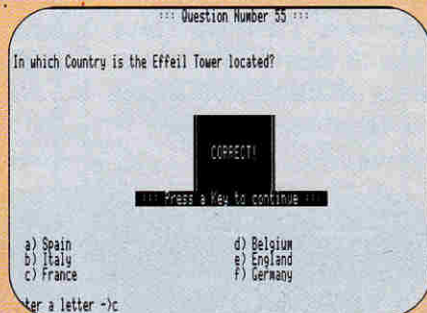 ::: Question Number 55 :::
In which Country is the Effeil Tower located?
CORRECT!
::: Press a Key to continue :::
a) Spain
b) Italy
c) France
d) Belgium
e) England
f) Germany
ter a letter ->c